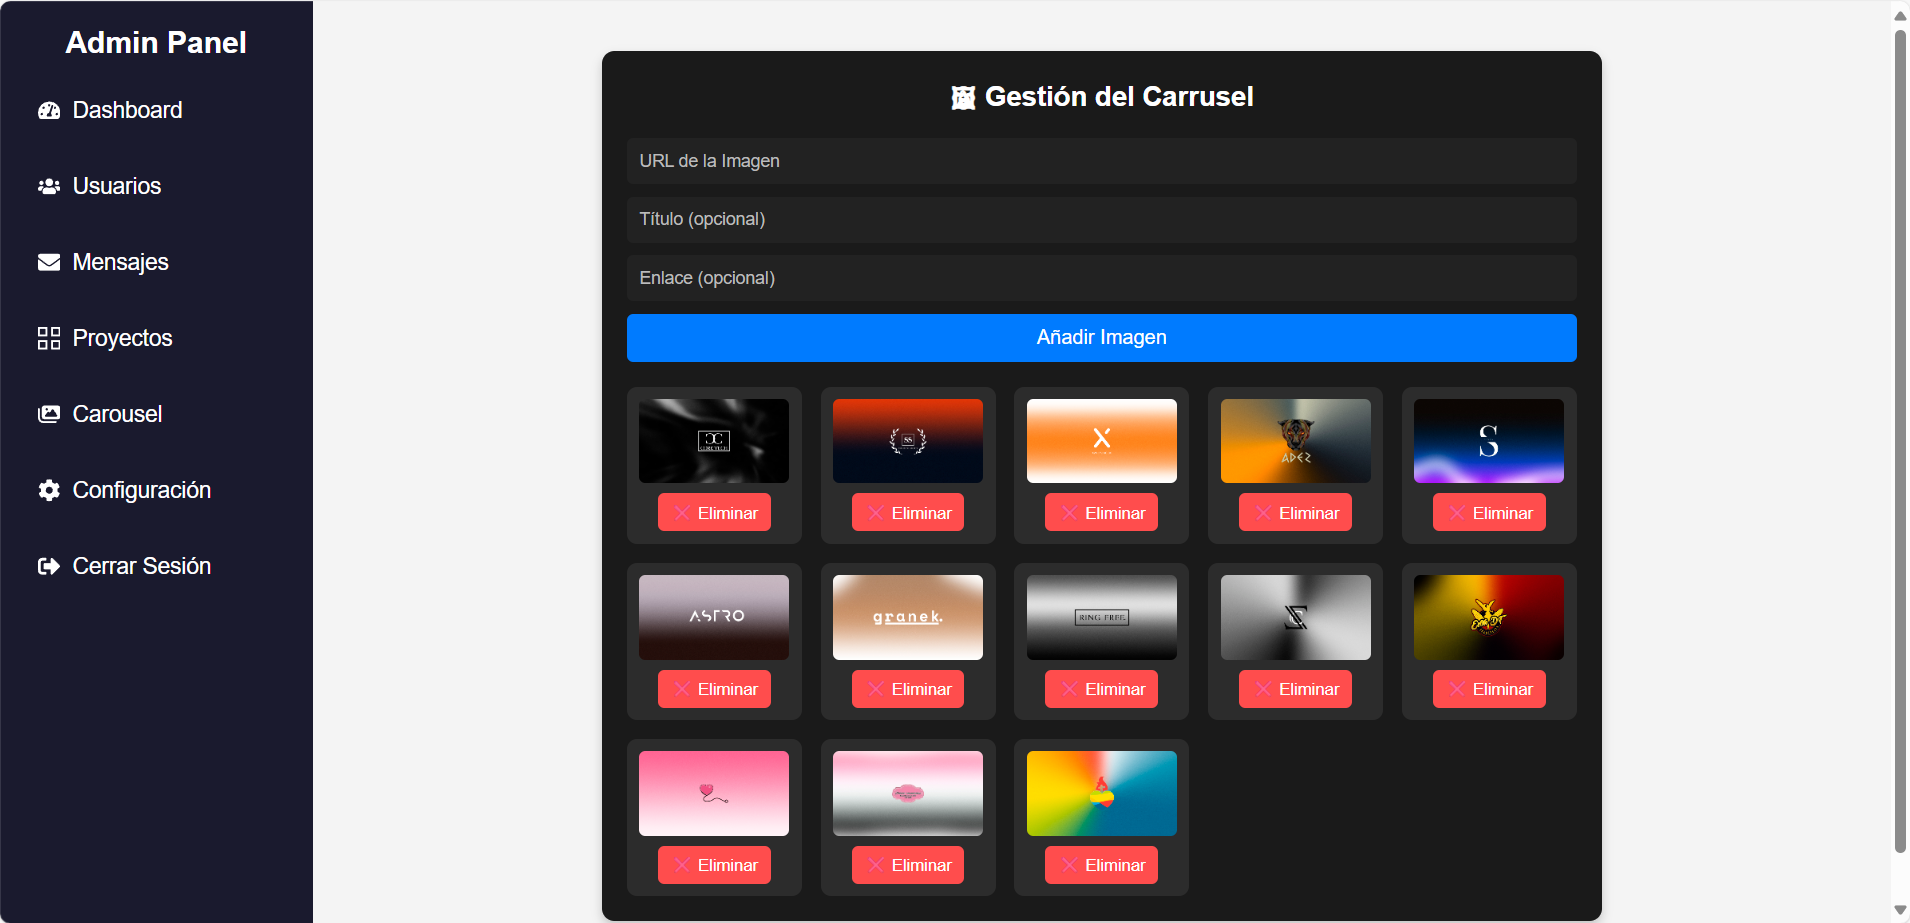 Admin Panel
Dashboard
Usuarios
Mensajes
Proyectos
Carousel
Configuración
Cerrar Sesión
Gestión del Carrusel
URL de la Imagen
Título (opcional)
Enlace (opcional)
Añadir Imagen
SS
X
ADEZ
S
Eliminar
Eliminar
Eliminar
Eliminar
Eliminar
ASTRO
granek.
RING FREE
Eliminar
Eliminar
Eliminar
Eliminar
Eliminar
Eliminar
Eliminar
Eliminar